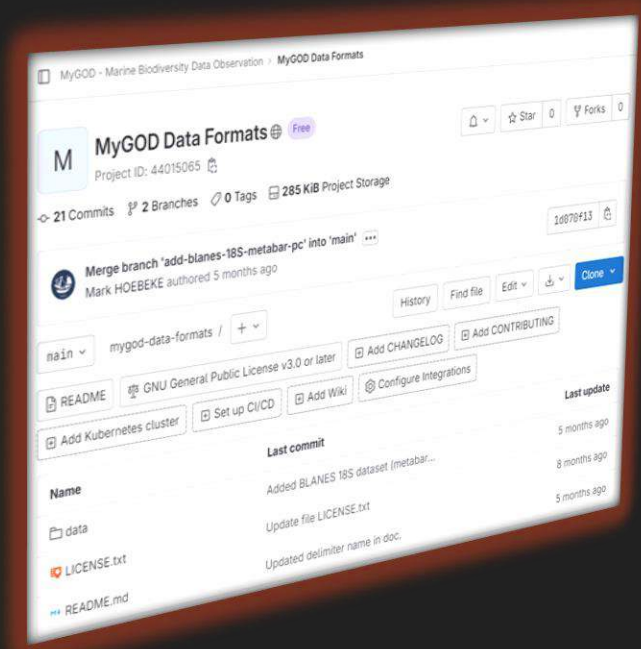 MyGOD - Marine Biodiversity Data Observation > MyGOD Data Formats
M
MyGOD Data Formats Free
Project ID: 44015065
Star 0 Forks 0
21 Commits 2 Branches 0 Tags 285 KiB Project Storage
Merge branch 'add-blanes-18S-metabar-pc' into 'main' ...
Mark HOEBEKE authored 5 months ago
1d078f13
main mygod-data-formats / +
History Find file Edit Clone
README GNU General Public License v3.0 or later Add CHANGELOG Add CONTRIBUTING
Add Kubernetes cluster Set up CI/CD Add Wiki Configure Integrations
Name Last commit Last update
data Added BLANES 18S dataset (metabar... 5 months ago
LICENSE.txt Update file LICENSE.txt 8 months ago
README.md Updated delimiter name in doc. 5 months ago